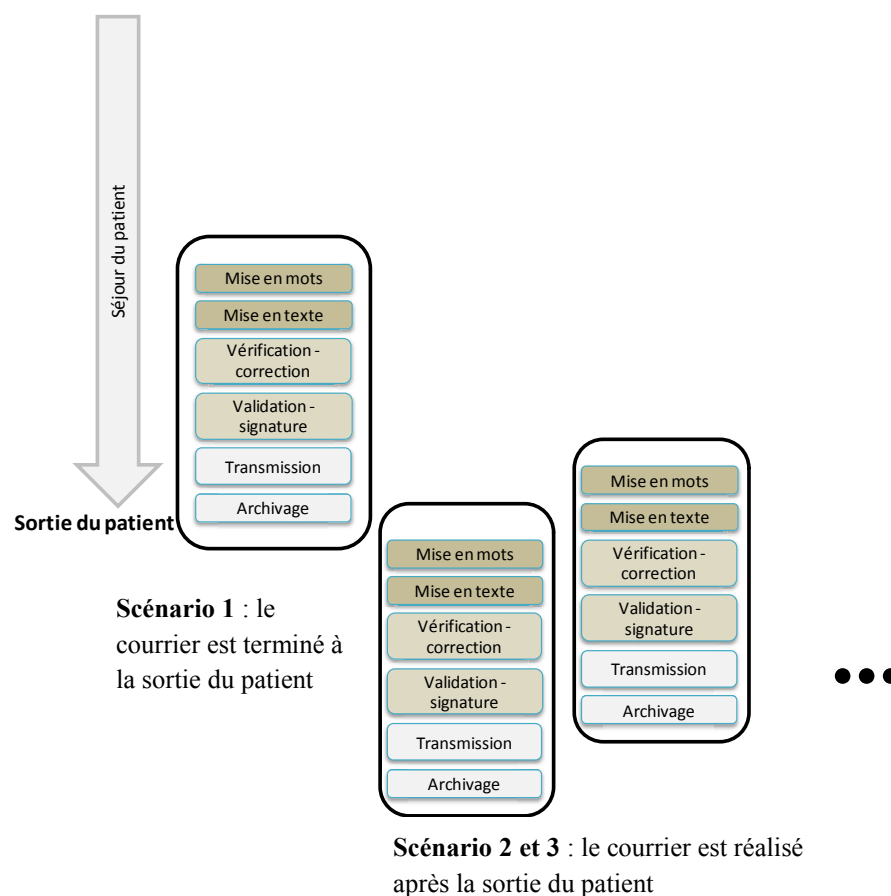 Séjour du patient
Sortie du patient
Mise en mots
Mise en texte
Vérification -
correction
Validation -
signature
Transmission
Archivage
Scénario 1 : le
courrier est terminé à
la sortie du patient
Mise en mots
Mise en texte
Vérification -
correction
Validation -
signature
Transmission
Archivage
Mise en mots
Mise en texte
Vérification -
correction
Validation -
signature
Transmission
Archivage
Scénario 2 et 3 : le courrier est réalisé
après la sortie du patient